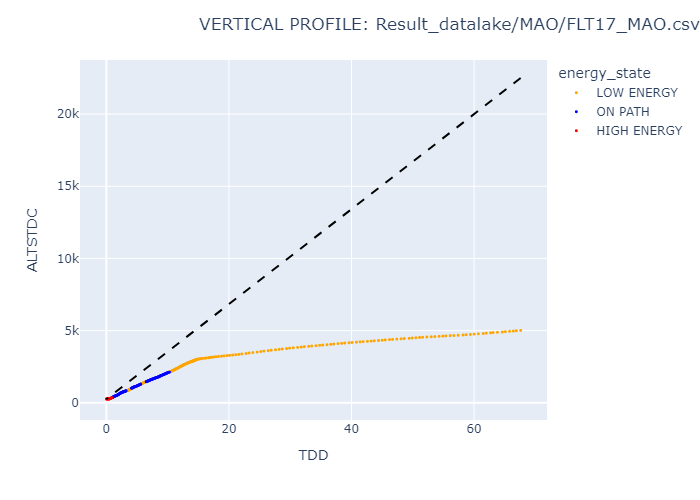 VERTICAL PROFILE: Result_datalake/MAO/FLT17_MAO.csv
energy_state
LOW ENERGY
ON PATH
HIGH ENERGY
20k
15k
10k
5k
0
ALTSTDC
0
20
40
60
TDD